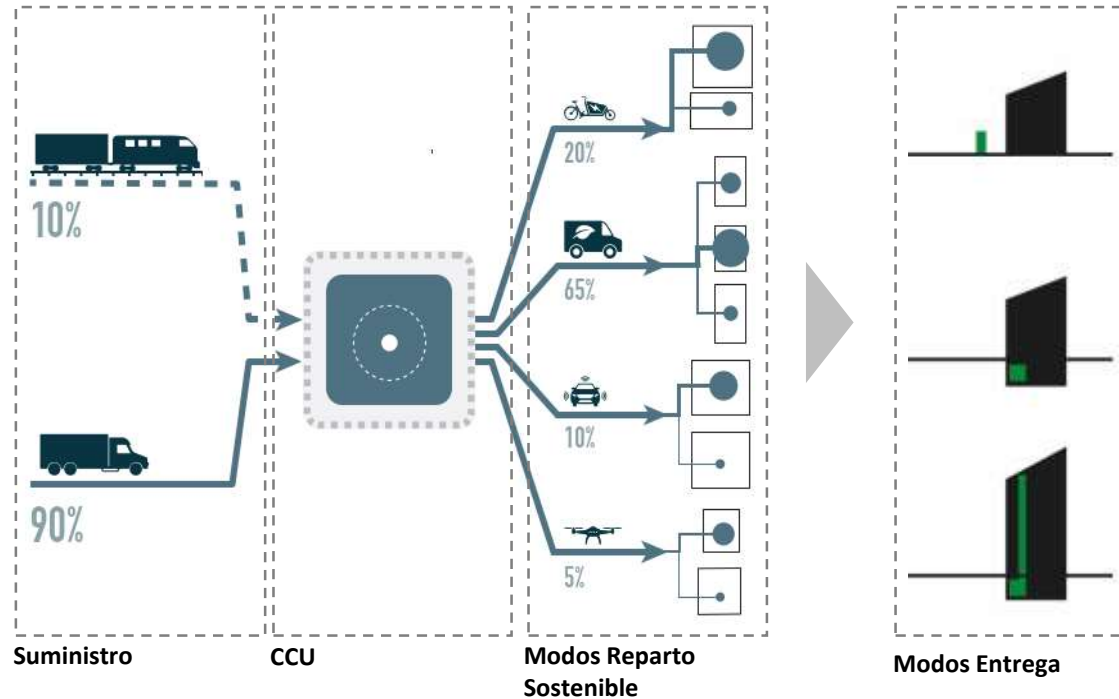 10%
90%
20%
65%
10%
5%
Suministro
CCU
Modos Reparto
Sostenible
Modos Entrega